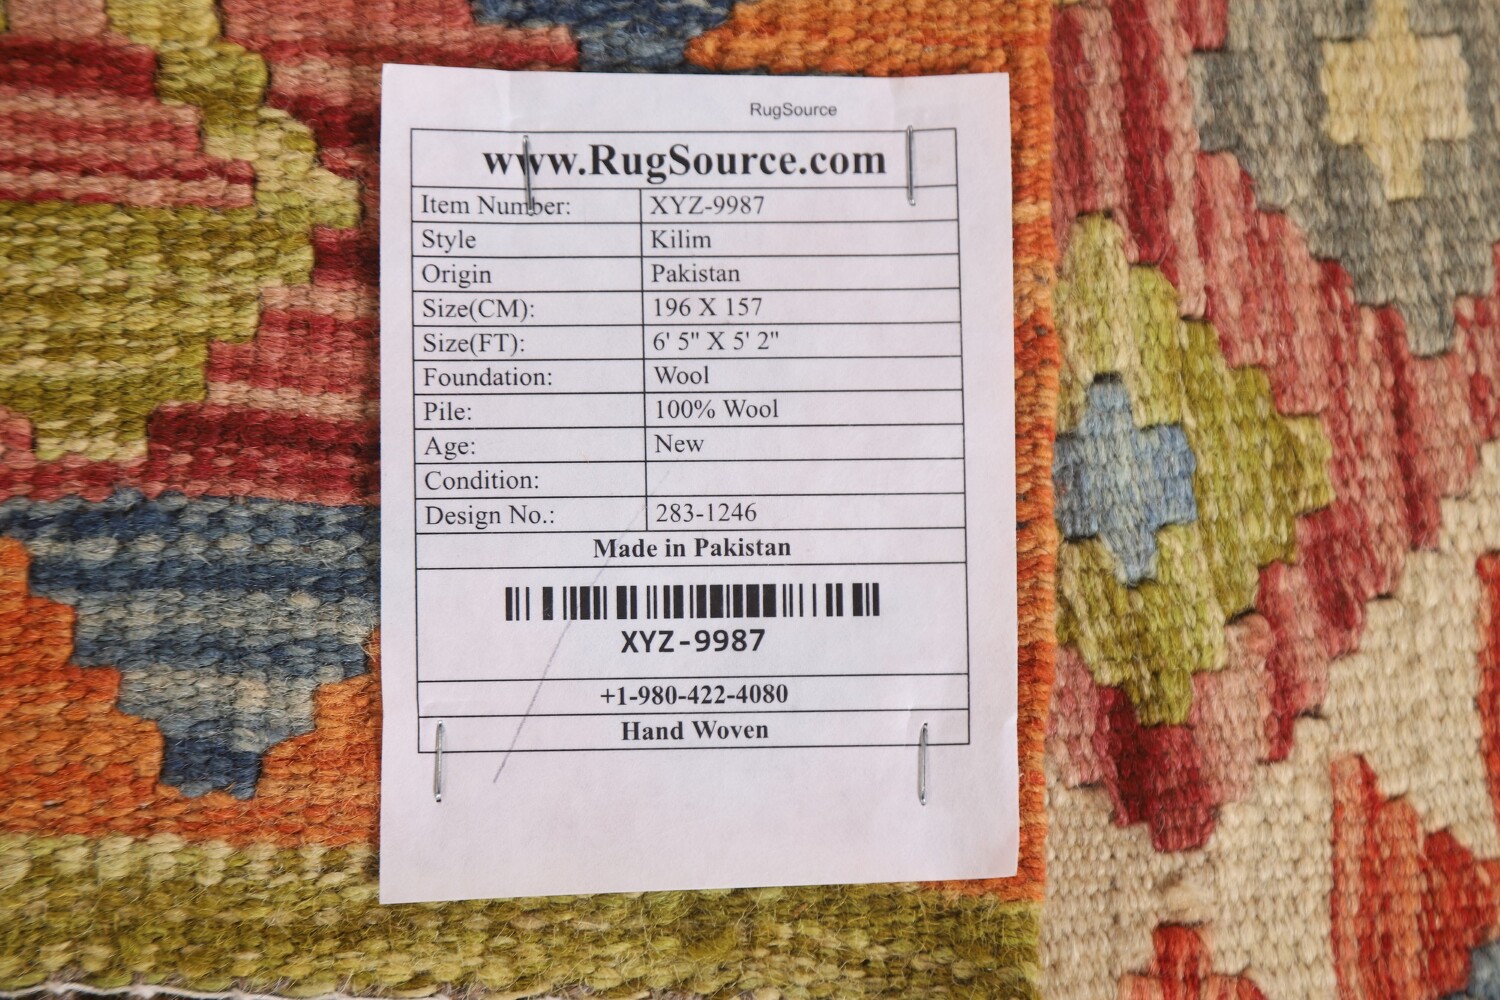 RugSource
www.RugSource.com
Item Number: XYZ-9987
Style Kilim
Origin Pakistan
Size(CM): 196 X 157
Size(FT): 6' 5" X 5' 2"
Foundation: Wool
Pile: 100% Wool
Age: New
Condition:
Design No.: 283-1246
Made in Pakistan
XYZ-9987
+1-980-422-4080
Hand Woven